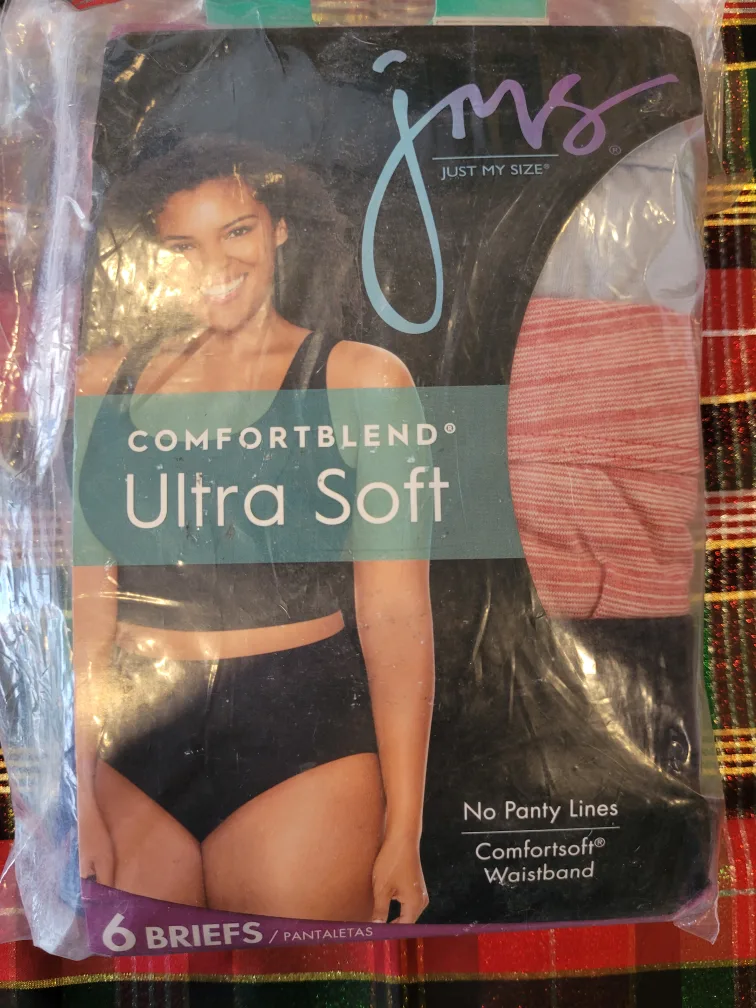 jms®
JUST MY SIZE®
COMFORTBLEND®
Ultra Soft
No Panty Lines
Comfortsoft®
Waistband
6 BRIEFS / PANTALETAS